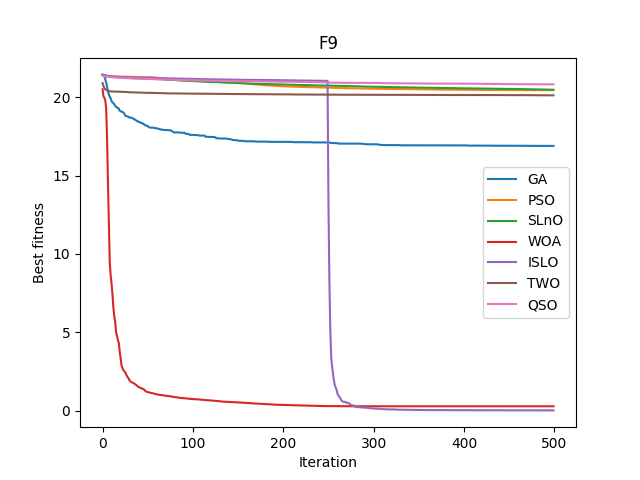 F9
Best fitness
20
15
10
5
0
GA
PSO
SLnO
WOA
ISLO
TWO
QSO
0 100 200 300 400 500
Iteration